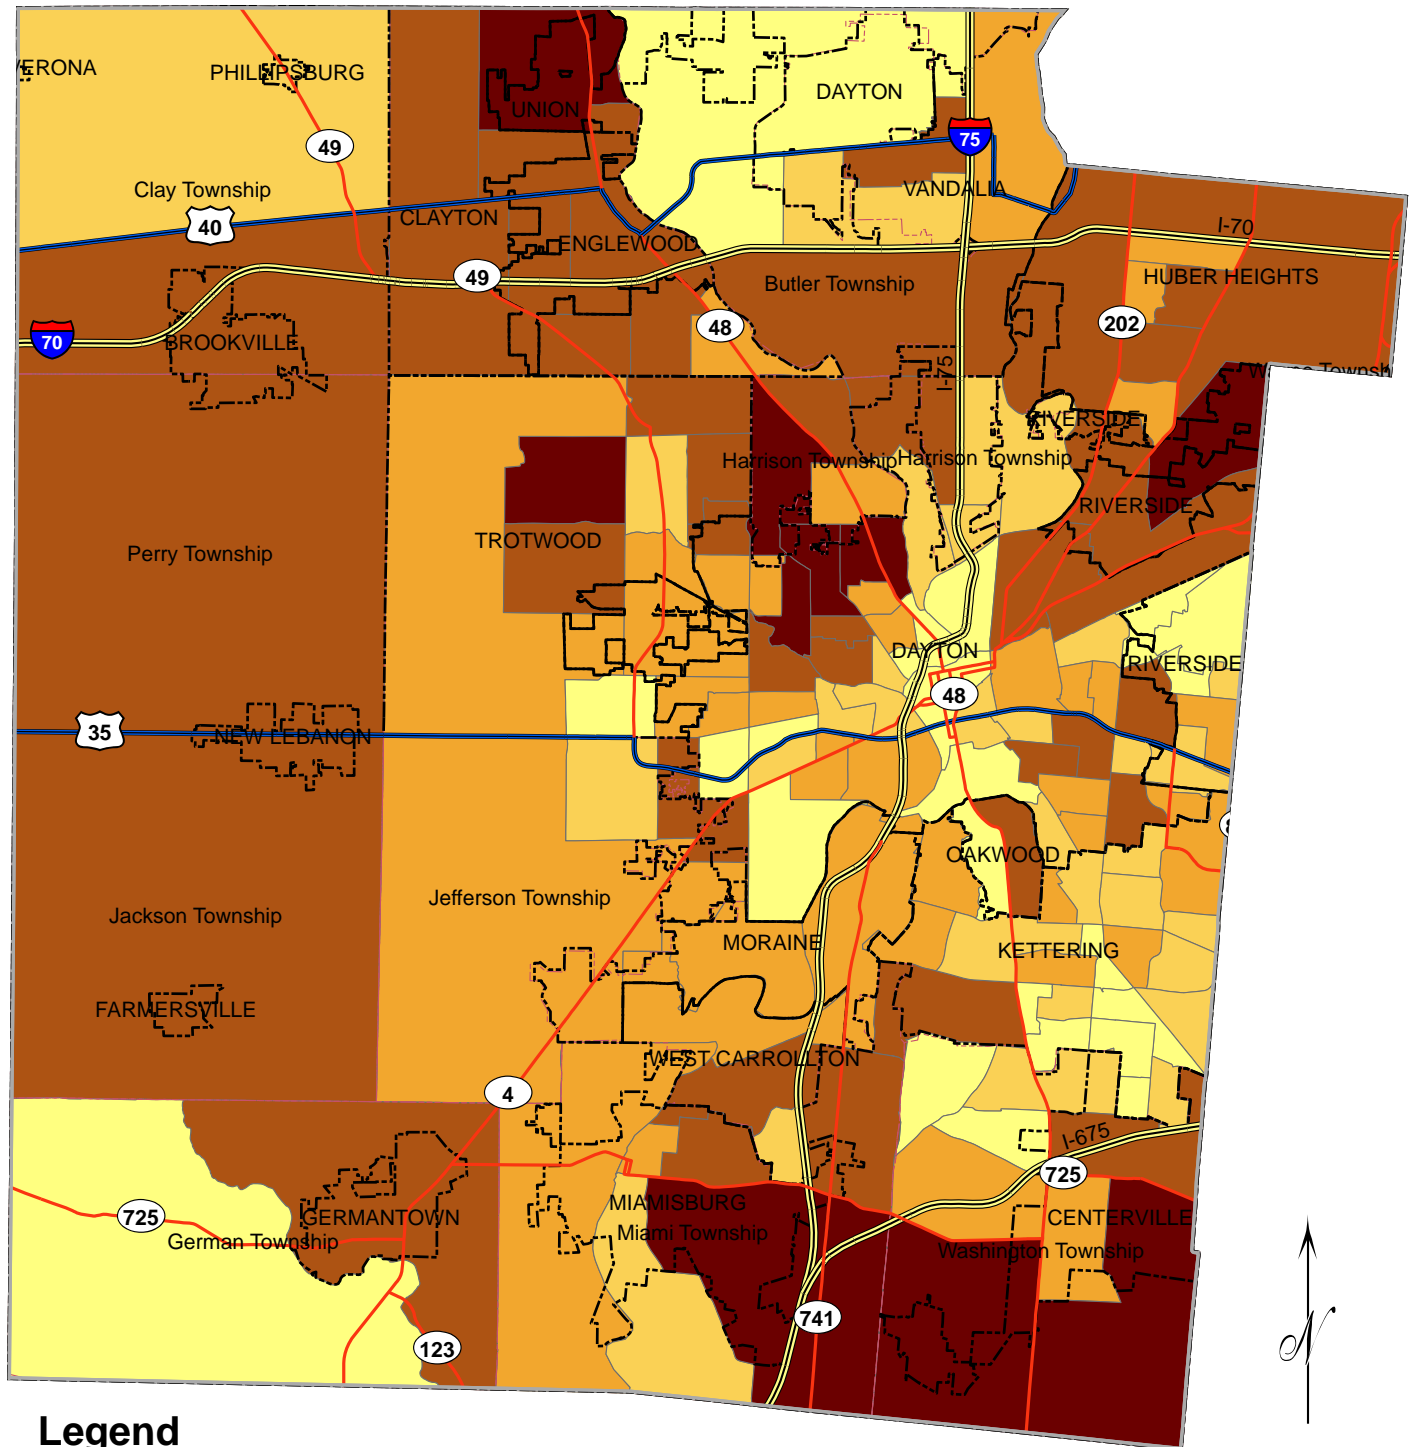 PHILLIPSBURG
DAYTON
UNION
75
49
Clay Township
VANDALIA
CLAYTON
40
I-70
ENGLEWOOD
49
Butler Township
HUBER HEIGHTS
48
202
70
BROOKVILLE
I-75
RIVERSIDE
Harrison Township
Harrison Township
RIVERSIDE
TROTWOOD
Perry Township
DAYTON
RIVERSIDE
48
35
NEW LEBANON
OAKWOOD
Jefferson Township
Jackson Township
MORAINE
KETTERING
FARMERSVILLE
WEST CARROLLTON
4
I-675
725
MIAMISBURG
725
GERMANTOWN
CENTERVILLE
Miami Township
German Township
Washington Township
741
123
N
Legend